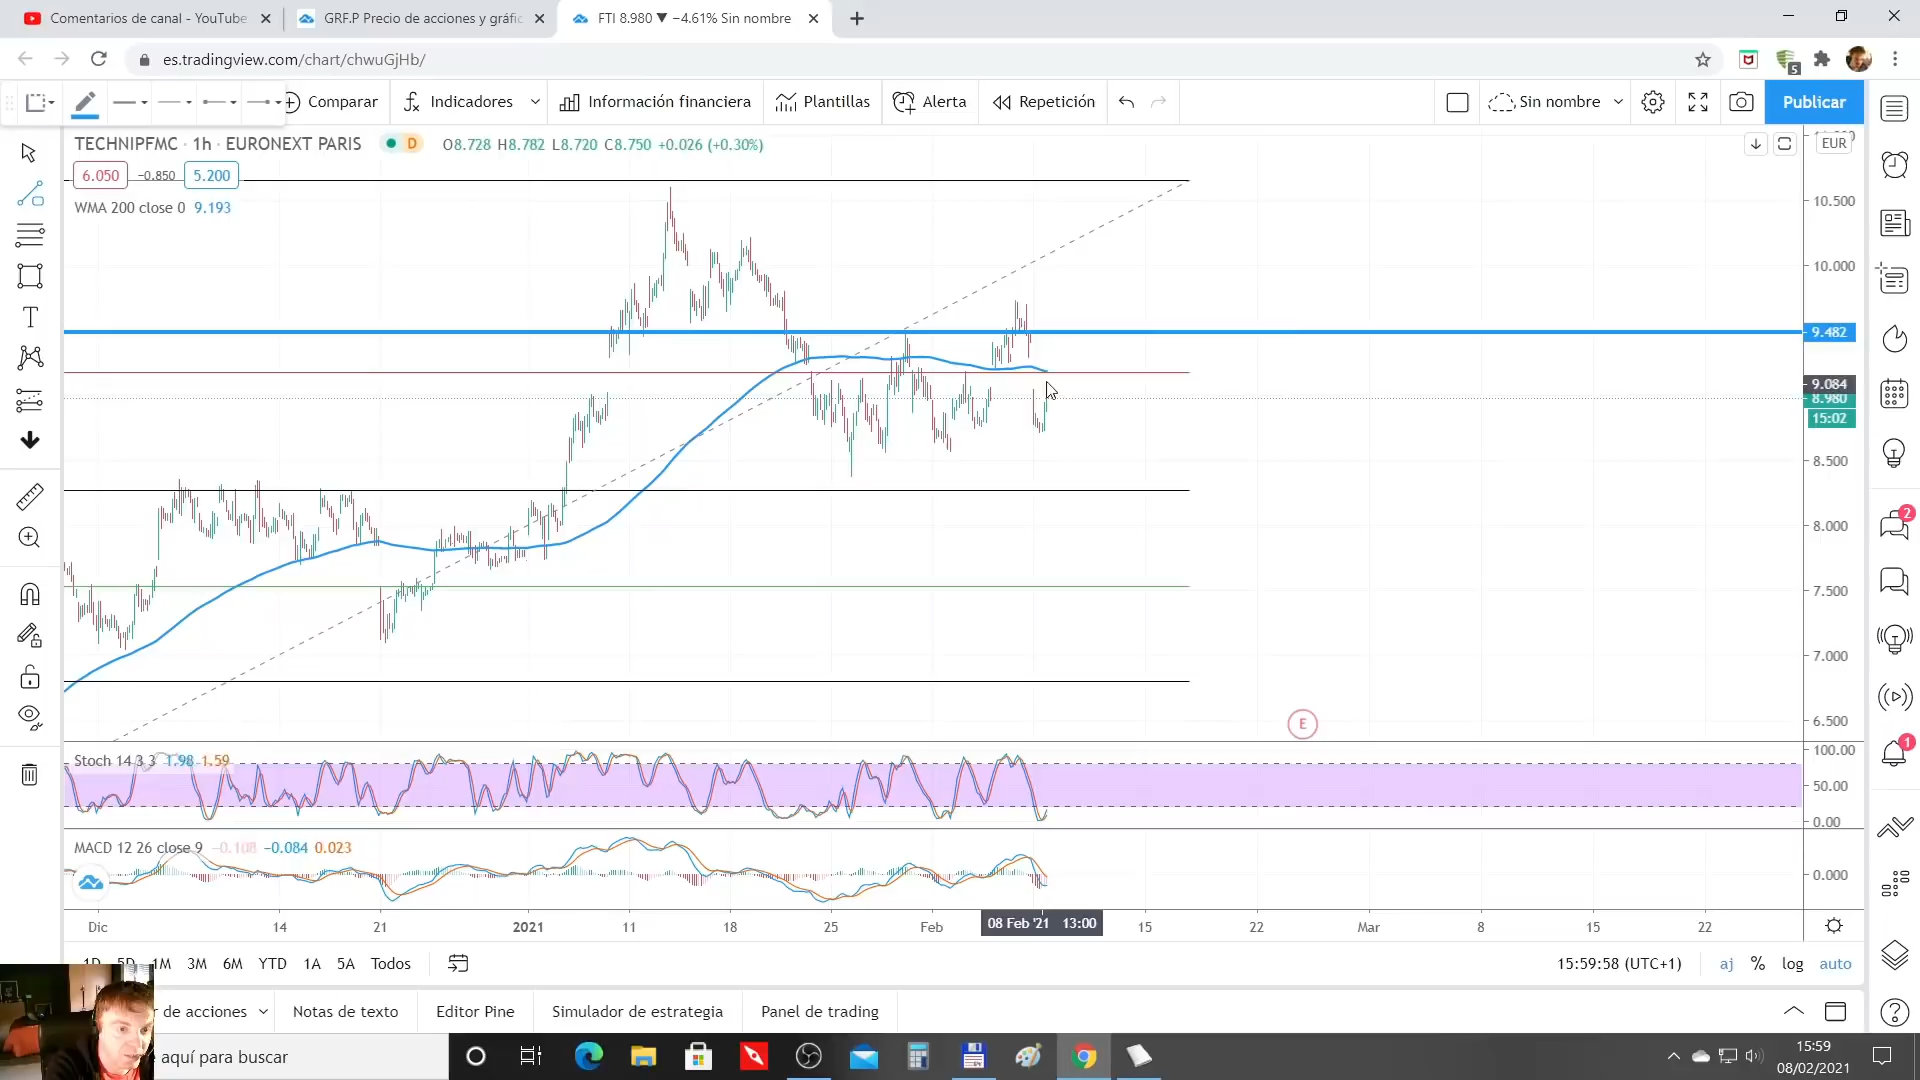 Comentarios de canal - YouTube
GRF.P Precio de acciones y gráfic
FTI 8.980 ▼ −4.61% Sin nombre
es.tradingview.com/chart/chwuGjHb/
5
Comparar
Indicadores
Información financiera
Plantillas
Alerta
Repetición
Sin nombre
Publicar
TECHNIPFMC · 1h · EURONEXT PARIS
D
O8.728 H8.782 L8.720 C8.750 +0.026 (+0.30%)
EUR
6.050
−0.850
5.200
WMA 200 close 0 9.193
10.500
10.000
9.482
9.084
8.980
15:02
8.500
8.000
7.500
7.000
6.500
E
2
1
Stoch 14 3 3 1.98 1.59
100.00
50.00
0.00
MACD 12 26 close 9 −0.108 −0.084 0.023
0.000
Dic
14
21
2021
11
18
25
Feb
08 Feb '21 13:00
15
22
Mar
8
15
22
1D 5D 1M 3M 6M YTD 1A 5A Todos
15:59:58 (UTC+1)
aj % log auto
r de acciones
Notas de texto
Editor Pine
Simulador de estrategia
Panel de trading
aquí para buscar
15:59
08/02/2021